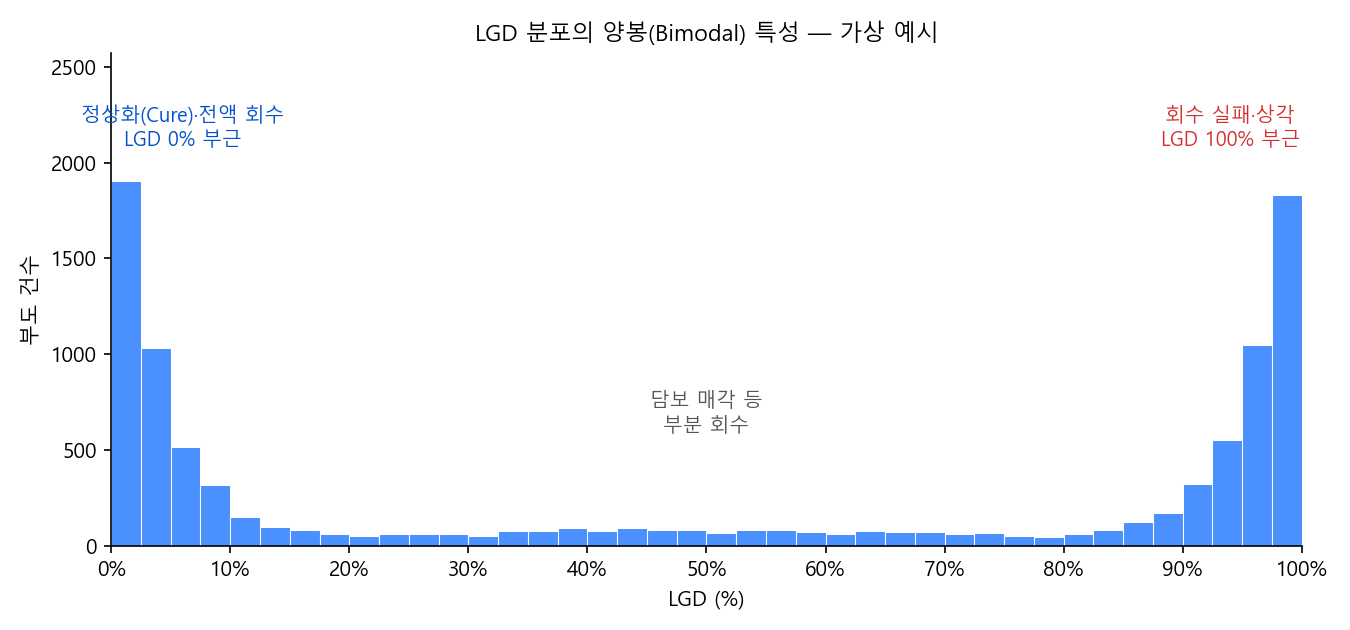 LGD 분포의 양봉(Bimodal) 특성 — 가상 예시
2500
2000
1500
1000
500
0
부도 건수
정상화(Cure)·전액 회수
LGD 0% 부근
회수 실패·상각
LGD 100% 부근
담보 매각 등
부분 회수
0%
10%
20%
30%
40%
50%
60%
70%
80%
90%
100%
LGD (%)